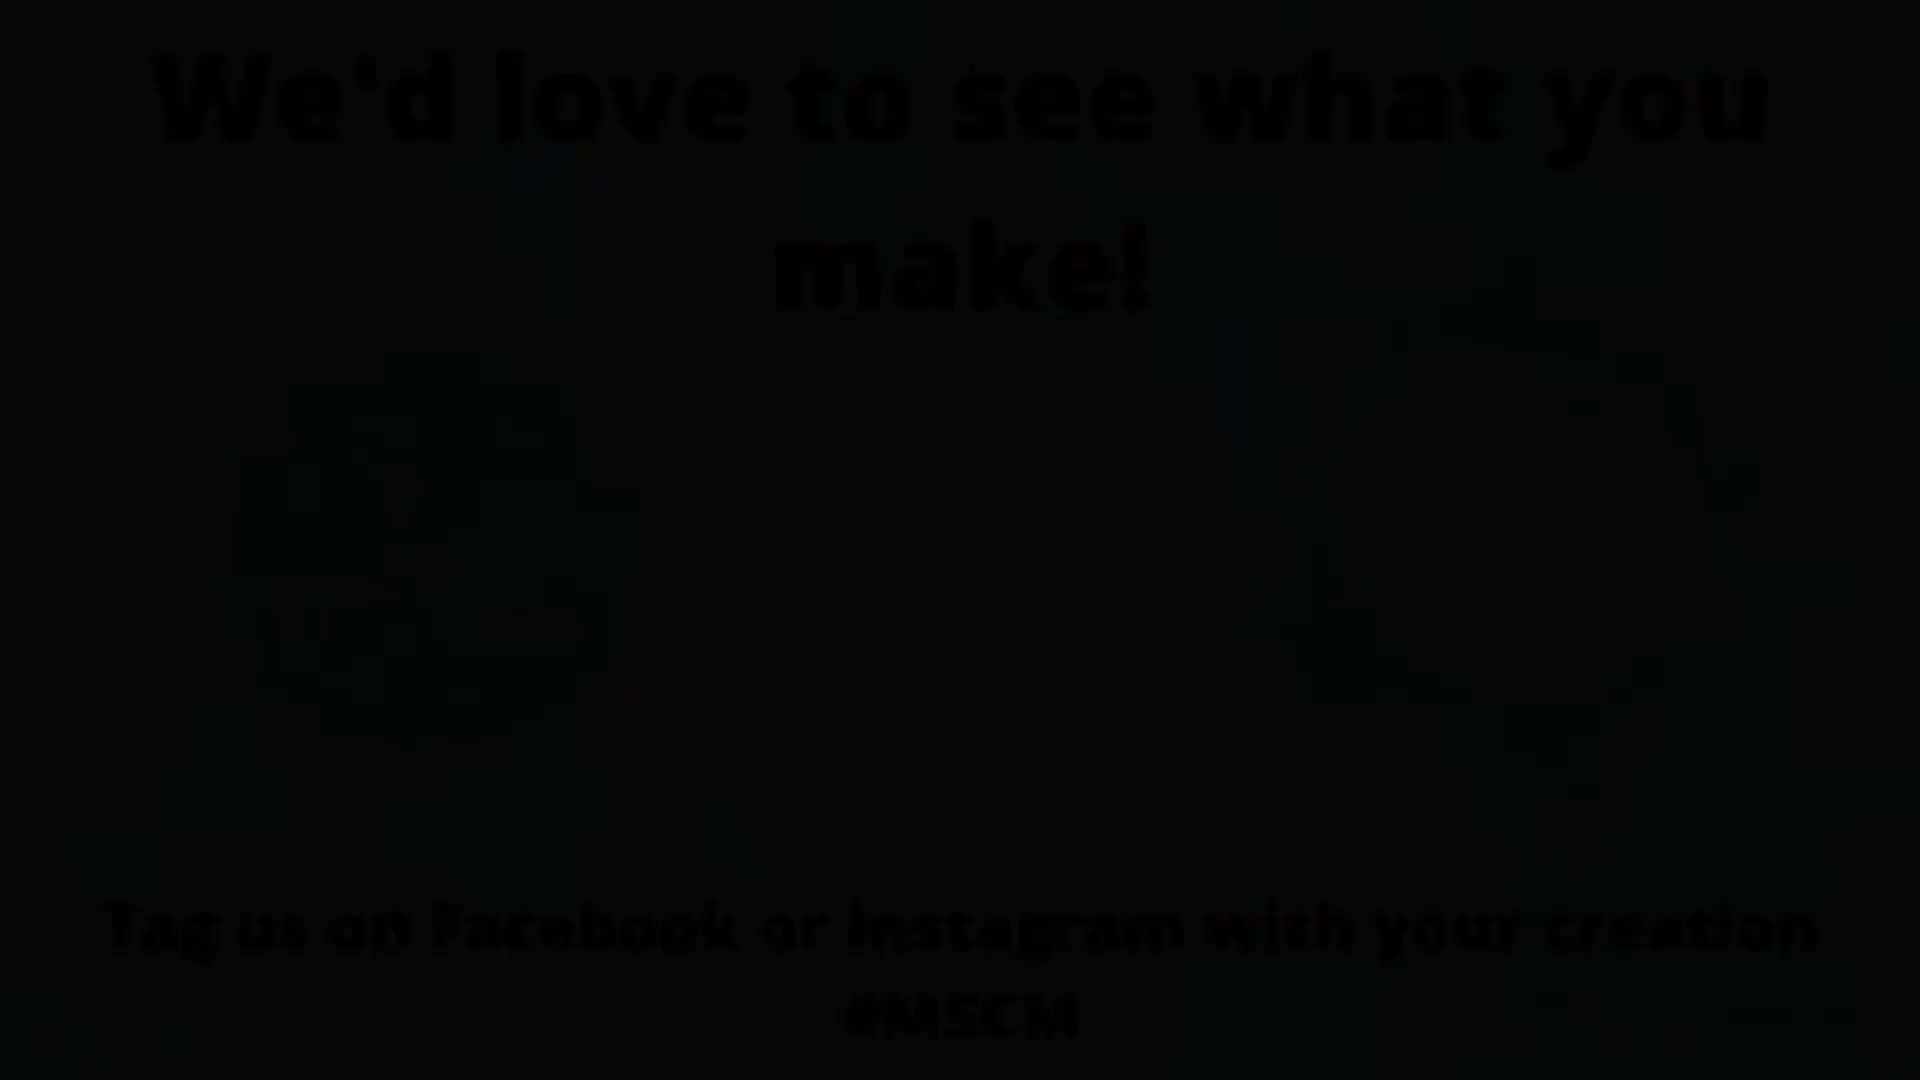 We'd love to see what you
make!
Tag us on Facebook or Instagram with your creation
#MSCM